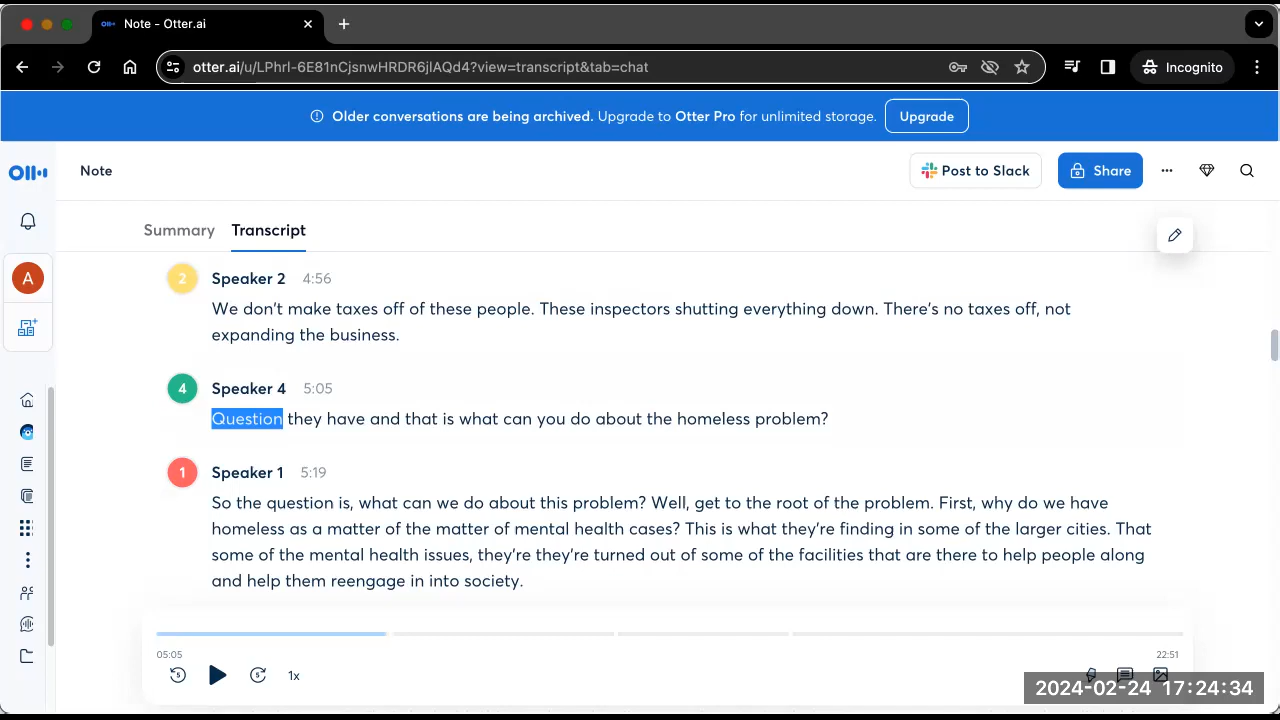 Note - Otter.ai
otter.ai/u/LPhrI-6E81nCjsnwHRDR6jlAQd4?view=transcript&tab=chat
Incognito
Older conversations are being archived. Upgrade to Otter Pro for unlimited storage. Upgrade
Note
Post to Slack
Share
A
Summary
Transcript
2 Speaker 2 4:56
We don't make taxes off of these people. These inspectors shutting everything down. There's no taxes off, not
expanding the business.
4 Speaker 4 5:05
Question they have and that is what can you do about the homeless problem?
1 Speaker 1 5:19
So the question is, what can we do about this problem? Well, get to the root of the problem. First, why do we have
homeless as a matter of the matter of mental health cases? This is what they're finding in some of the larger cities. That
some of the mental health issues, they're they're turned out of some of the facilities that are there to help people along
and help them reengage in into society.
05:05
22:51
5
5
1x
2024-02-24 17:24:34